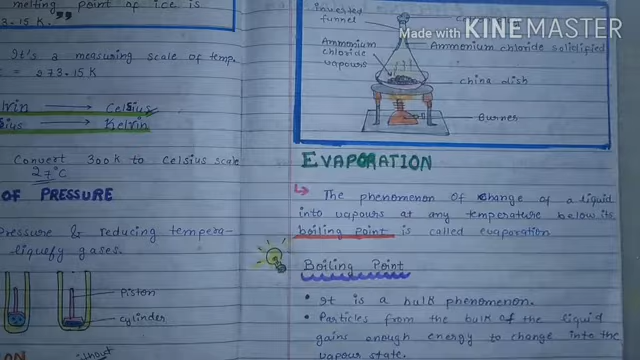 melting point of ice is
3.15 K.”
It's a measuring scale of temp.
= 273.15 K
lvin → Celsius
sius → Kelvin
Convert 300K to Celsius scale
27°C
OF PRESSURE
Pressure & reducing tempera-
liquefy gases.
Piston
cylinder
without
inverted
funnel
Ammonium
chloride
vapours
Ammonium chloride solidified
china dish
Burner
Made with KINEMASTER
EVAPORATION
The phenomenon of change of a liquid
into vapours at any temperature below its
boiling point is called evaporation
Boiling Point
• It is a bulk phenomenon.
• Particles from the bulk of the liquid
gains enough energy to change into the
vapour state.